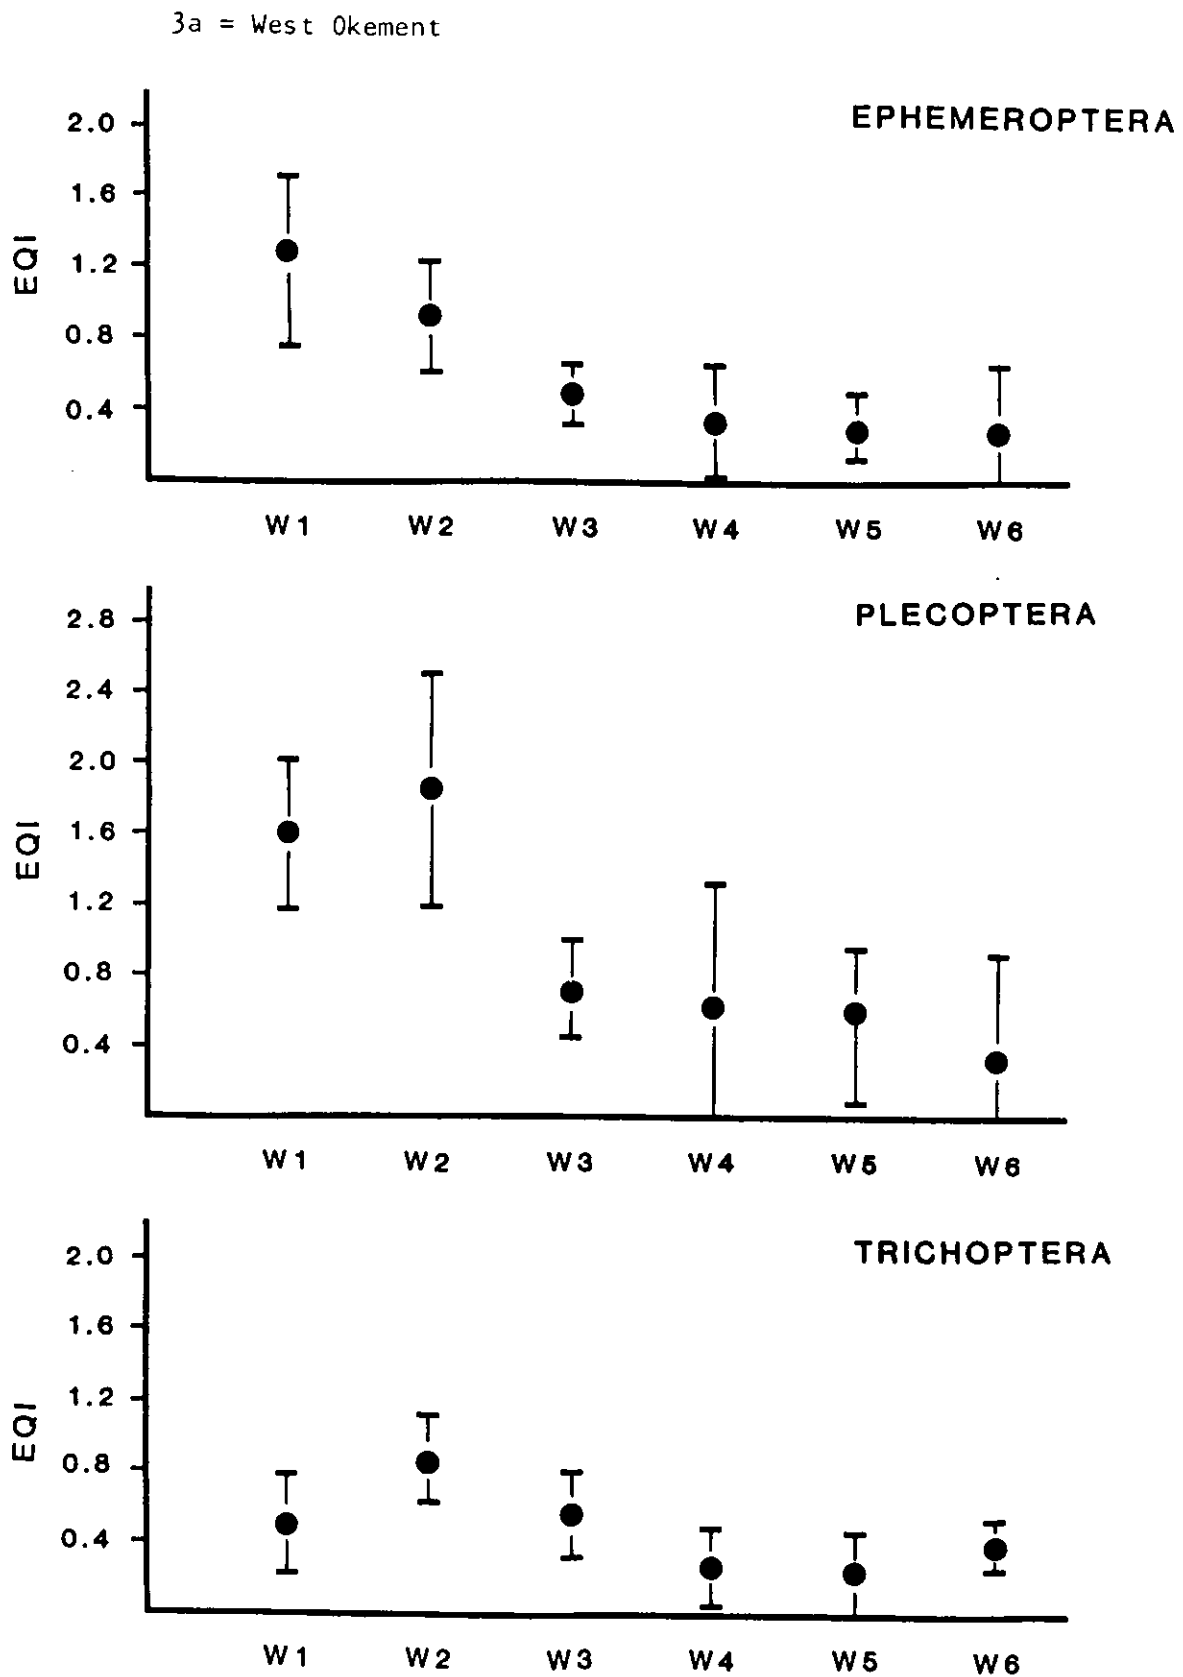 3a = West Okement
EPHEMEROPTERA
2.0
1.6
1.2
0.8
0.4
EQI
W1 W2 W3 W4 W5 W6
PLECOPTERA
2.8
2.4
2.0
1.6
1.2
0.8
0.4
EQI
W1 W2 W3 W4 W5 W6
TRICHOPTERA
2.0
1.6
1.2
0.8
0.4
EQI
W1 W2 W3 W4 W5 W6